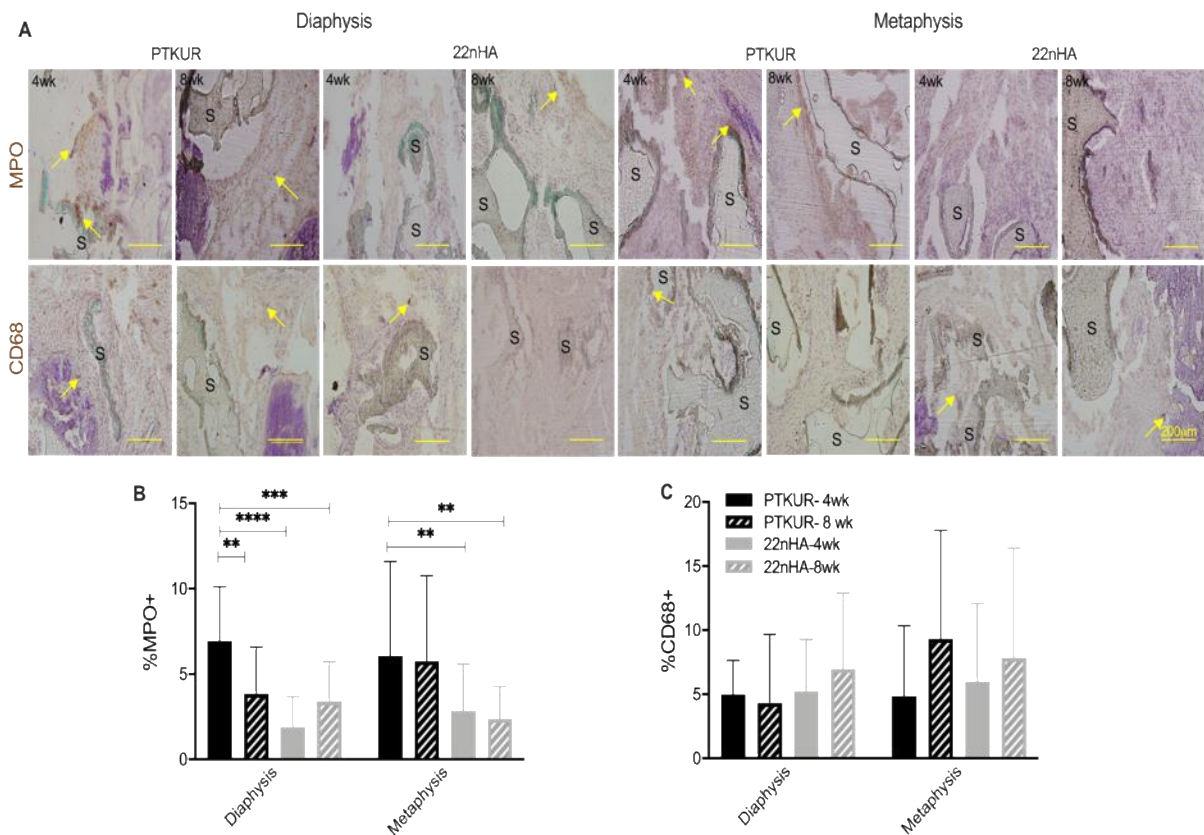 Diaphysis
Metaphysis
A
PTKUR
22nHA
PTKUR
22nHA
MPO
4wk
8wk
4wk
8wk
4wk
8wk
4wk
8wk
S
S
S
S
S
S
S
S
S
S
S
S
CD68
S
S
S
S
S
S
S
S
S
S
S
S
200µm
B
%MPO+
15
10
5
0
**
****
***
**
**
Diaphysis
Metaphysis
C
%CD68+
20
15
10
5
0
PTKUR- 4wk
PTKUR- 8 wk
22nHA-4wk
22nHA-8wk
Diaphysis
Metaphysis